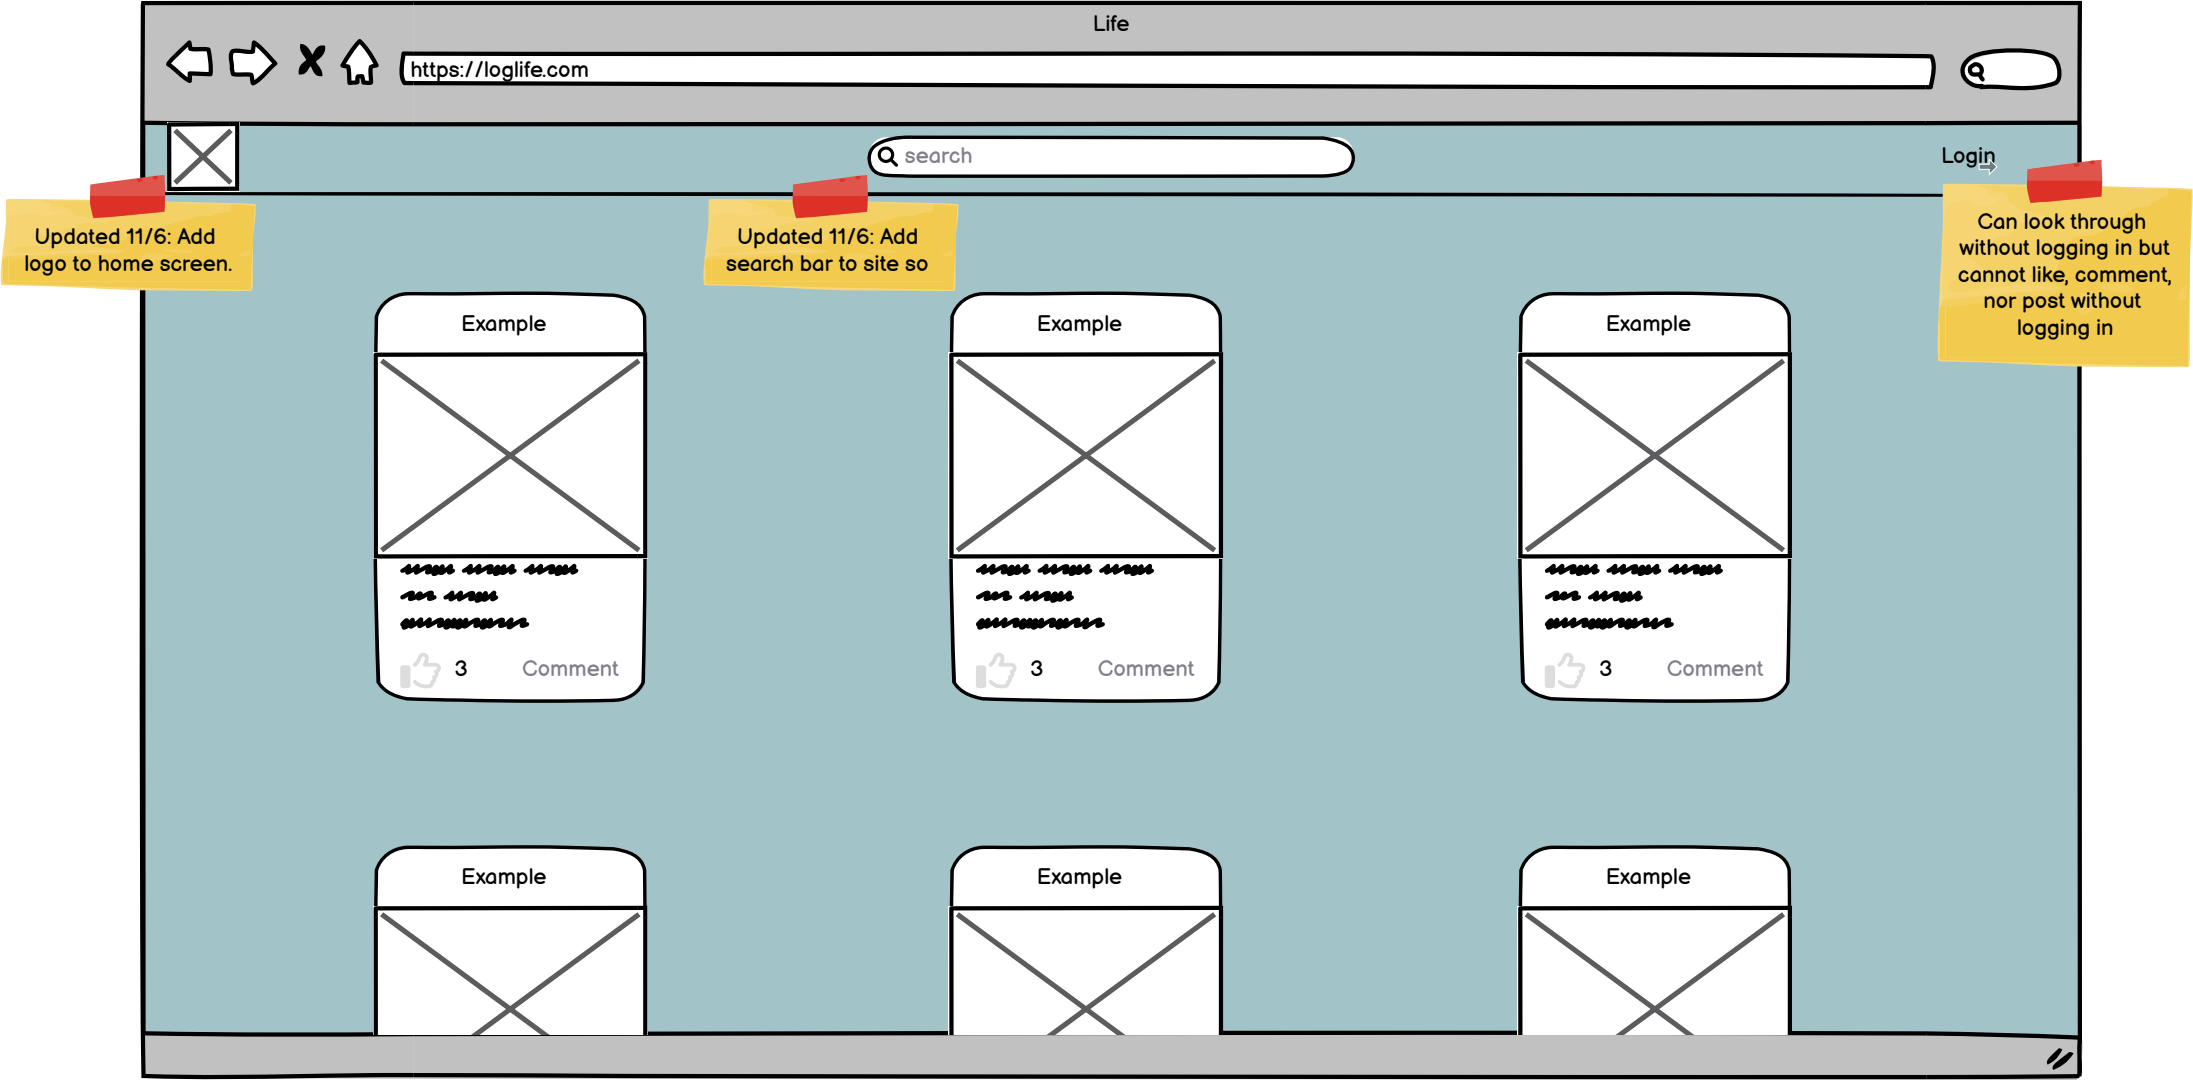 Life
https://loglife.com
search
Login
Updated 11/6: Add
logo to home screen.
Updated 11/6: Add
search bar to site so
Can look through
without logging in but
cannot like, comment,
nor post without
logging in
Example
Example
Example
3 Comment
3 Comment
3 Comment
Example
Example
Example